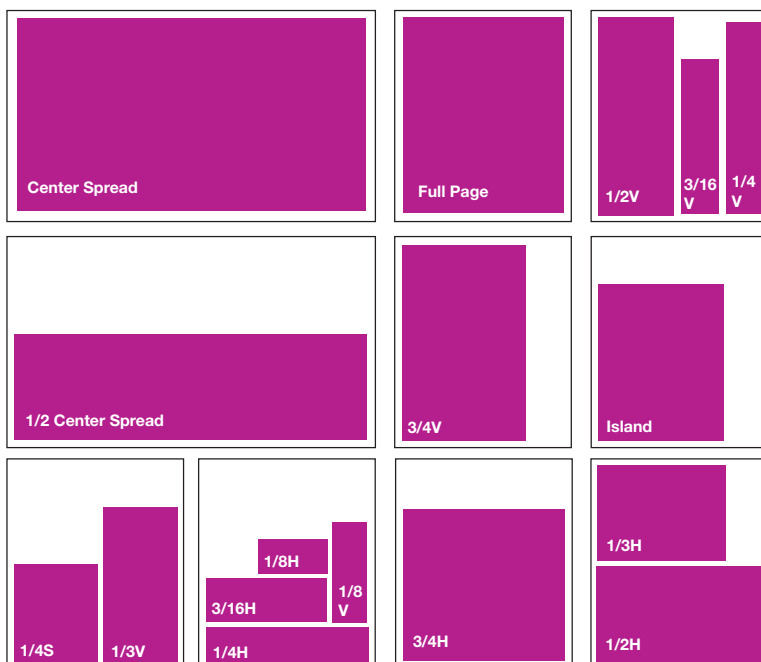 Center Spread
Full Page
1/2V
3/16
V
1/4
V
1/2 Center Spread
3/4V
Island
1/4S
1/3V
1/8H
3/16H
1/8
V
1/4H
3/4H
1/3H
1/2H